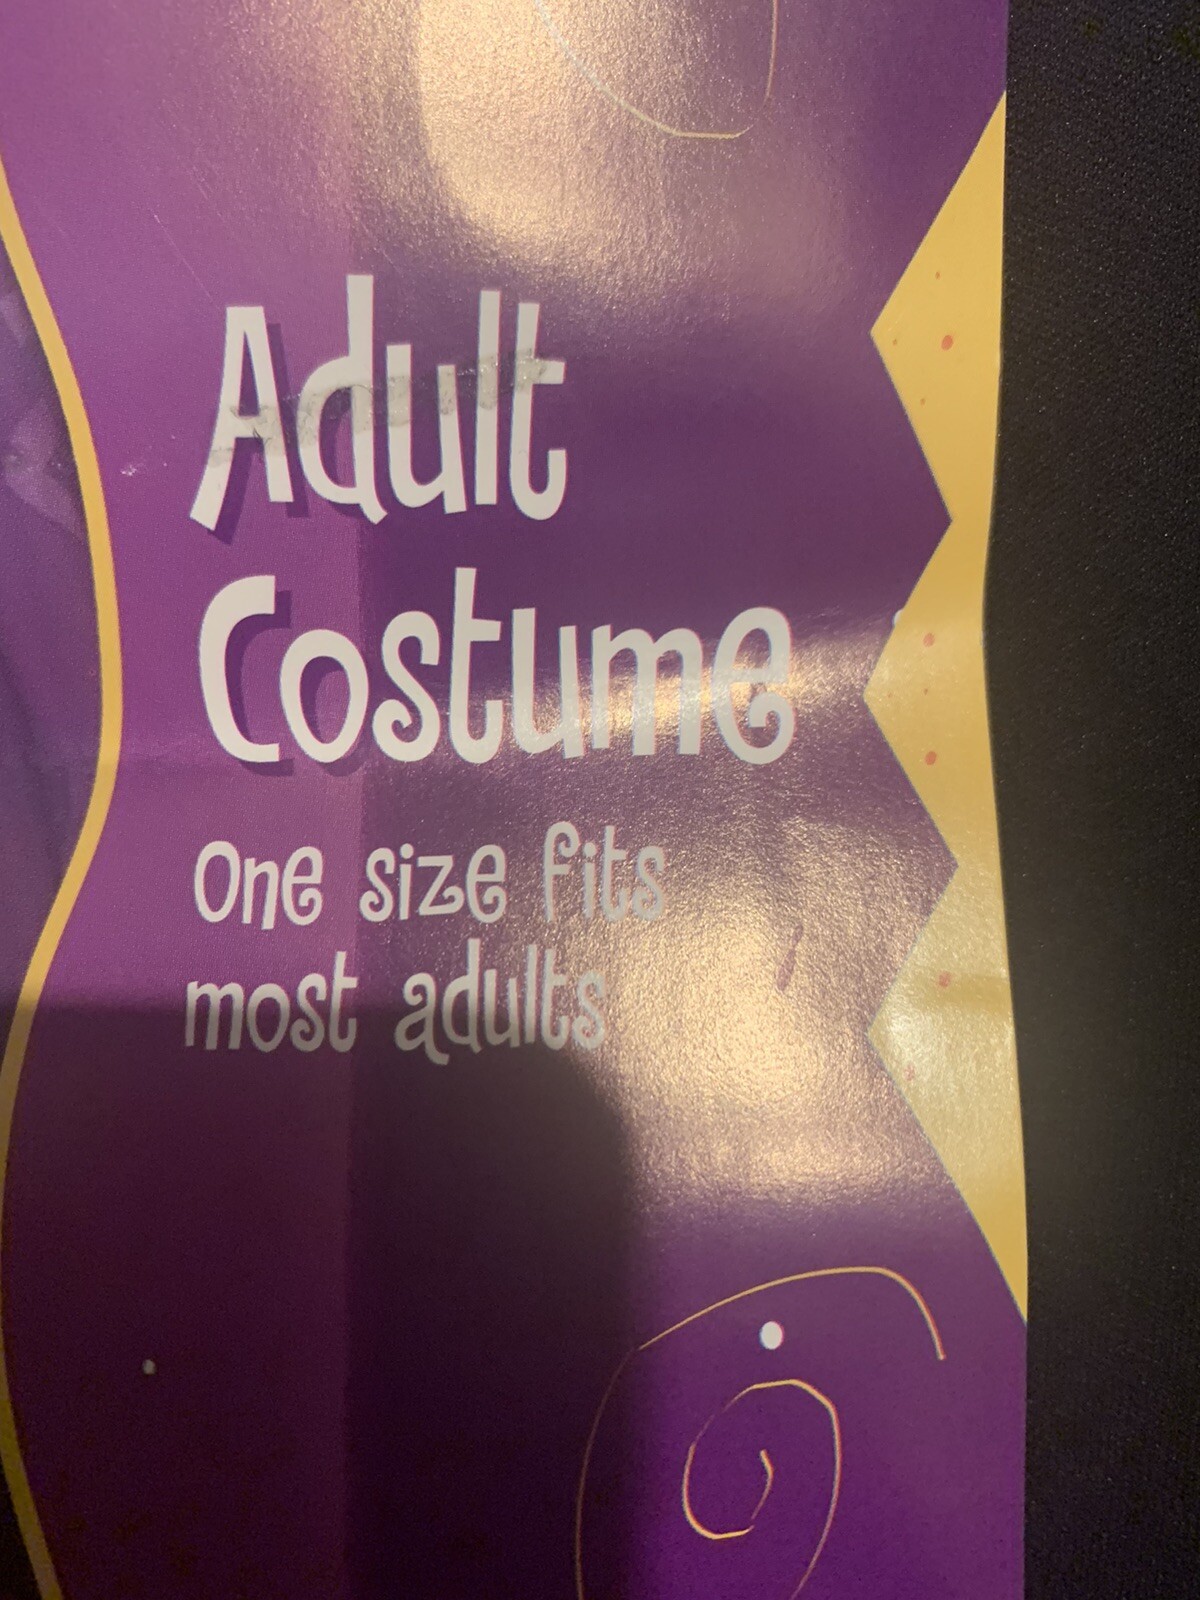 Adult
Costume
One size fits
most adults